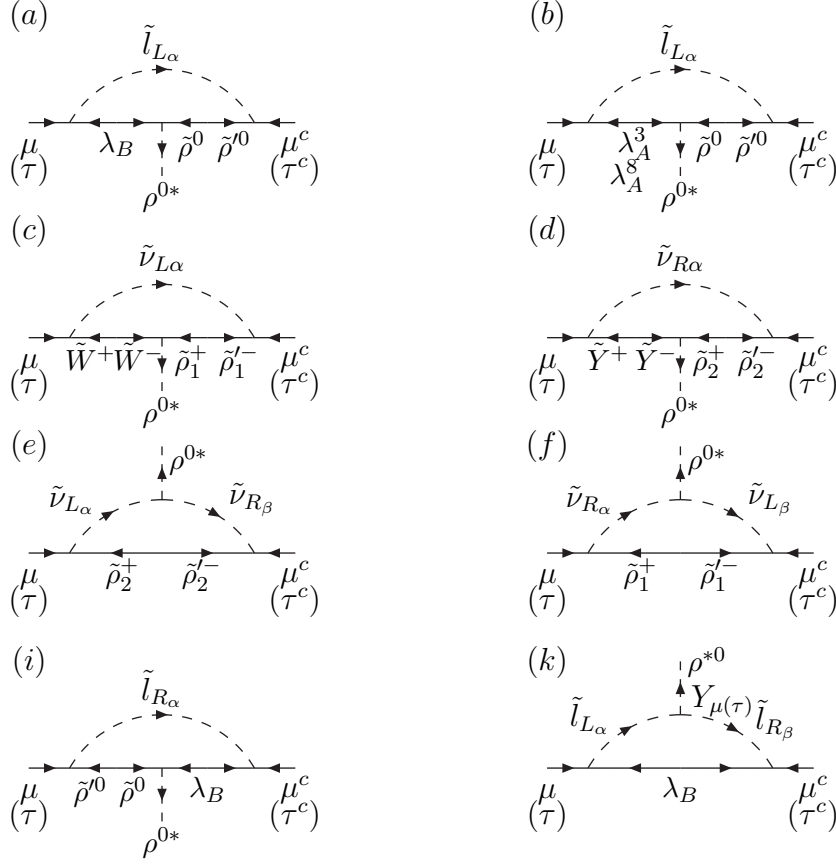 (a) (b)
l̃_{L_α} l̃_{L_α}
μ λ_B ρ̃^0 ρ̃'^0 μ^c μ λ_A^3 ρ̃^0 ρ̃'^0 μ^c
(τ) (τ^c) (τ) λ_A^8 (τ^c)
ρ^{0*} ρ^{0*}
(c) (d)
ν̃_{Lα} ν̃_{Rα}
μ W̃^+ W̃^- ρ̃_1^+ ρ̃_1'^- μ^c μ Ỹ^+ Ỹ^- ρ̃_2^+ ρ̃_2'^- μ^c
(τ) (τ^c) (τ) (τ^c)
ρ^{0*} ρ^{0*}
(e) (f)
ρ^{0*} ρ^{0*}
ν̃_{L_α} ν̃_{R_β} ν̃_{R_α} ν̃_{L_β}
μ ρ̃_2^+ ρ̃_2'^- μ^c μ ρ̃_1^+ ρ̃_1'^- μ^c
(τ) (τ^c) (τ) (τ^c)
(i) (k)
ρ^{*0}
l̃_{R_α} Y_{μ(τ)}
l̃_{L_α} l̃_{R_β}
μ ρ̃'^0 ρ̃^0 λ_B μ^c μ λ_B μ^c
(τ) (τ^c) (τ) (τ^c)
ρ^{0*}